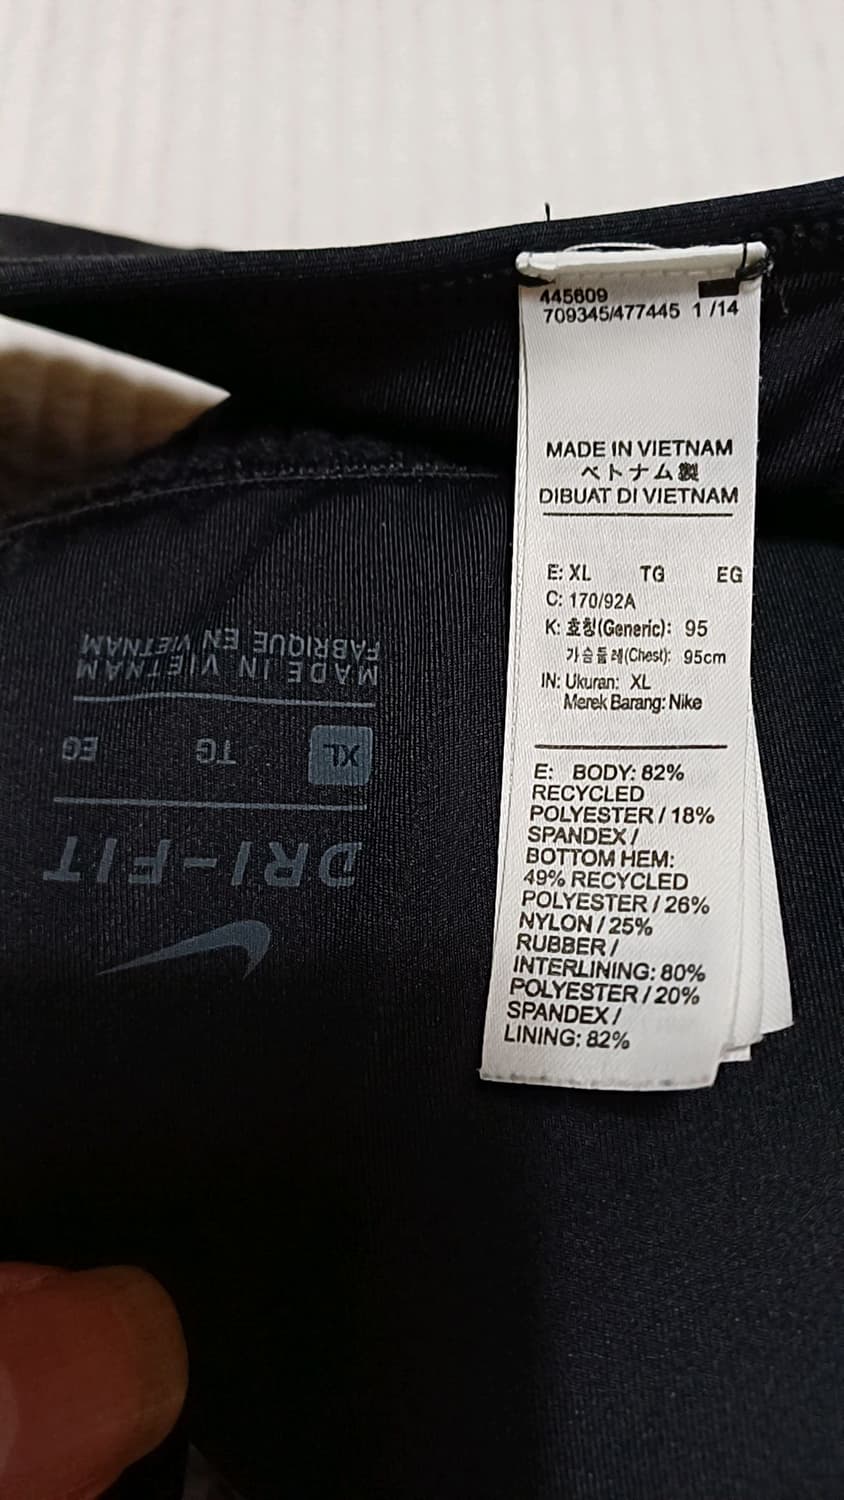 445609
709345/477445 1 /14
MADE IN VIETNAM
ベトナム製
DIBUAT DI VIETNAM
E: XL TG EG
C: 170/92A
K: 호칭(Generic): 95
가슴둘레(Chest): 95cm
IN: Ukuran: XL
Merek Barang: Nike
E: BODY: 82%
RECYCLED
POLYESTER / 18%
SPANDEX /
BOTTOM HEM:
49% RECYCLED
POLYESTER / 26%
NYLON / 25%
RUBBER /
INTERLINING: 80%
POLYESTER / 20%
SPANDEX /
LINING: 82%
DRI-FIT
XL TG EG
MADE IN VIETNAM
FABRIQUE EN VIETNAM